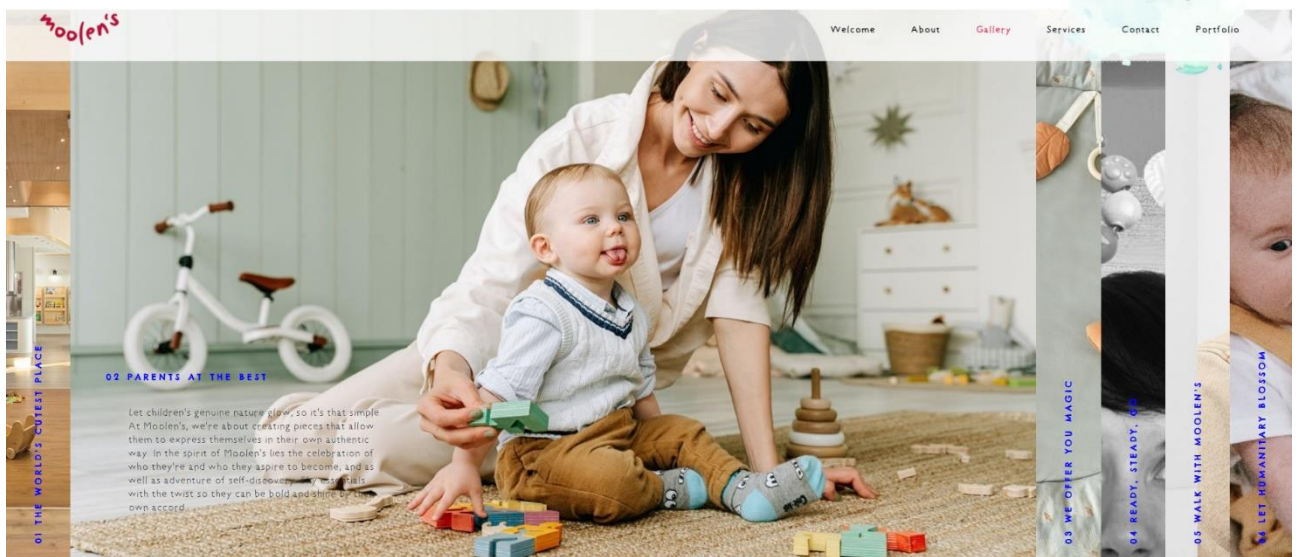 moolen's
Welcome About Gallery Services Contact Portfolio
01 THE WORLD'S CUTEST PLACE
02 PARENTS AT THE BEST
Let children's genuine nature glow, so it's that simple
At Moolen's, we're about creating pieces that allow
them to express themselves in their own authentic
way. In the spirit of Moolen's lies the celebration of
who they're and who they aspire to become, and as
well as adventure of self-discovery. essentials
with the twist so they can be bold and shine by their
own accord.
03 WE OFFER YOU MAGIC
04 READY, STEADY, GO
05 WALK WITH MOOLEN'S
06 LET HUMANITARY BLOSSOM